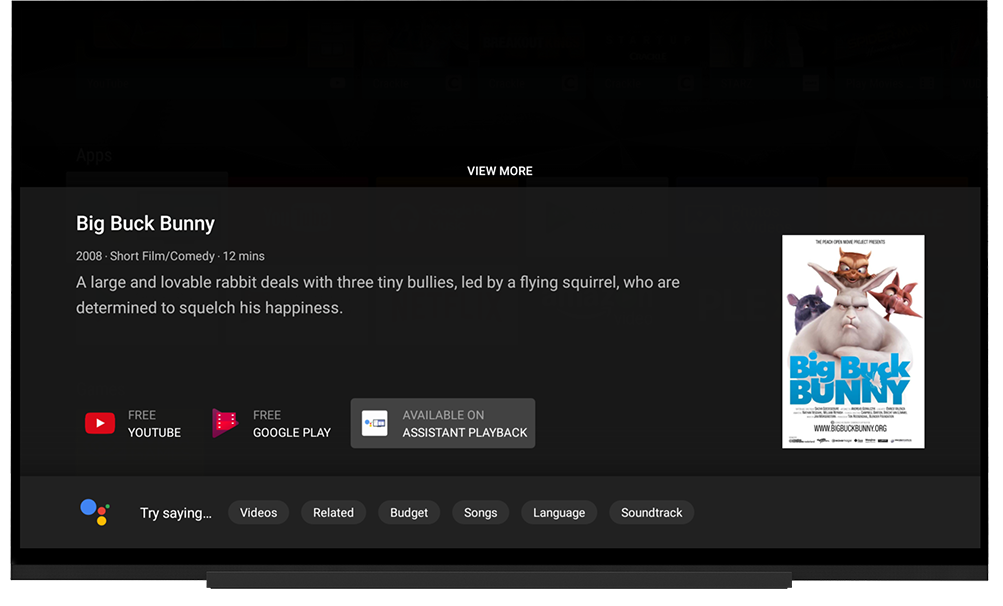 Apps
VIEW MORE
Big Buck Bunny
2008 · Short Film/Comedy · 12 mins
A large and lovable rabbit deals with three tiny bullies, led by a flying squirrel, who are
determined to squelch his happiness.
THE PEACH OPEN MOVIE PROJECT PRESENTS
Big Buck
BUNNY
WWW.BIGBUCKBUNNY.ORG
FREE
YOUTUBE
FREE
GOOGLE PLAY
AVAILABLE ON
ASSISTANT PLAYBACK
Try saying...
Videos
Related
Budget
Songs
Language
Soundtrack